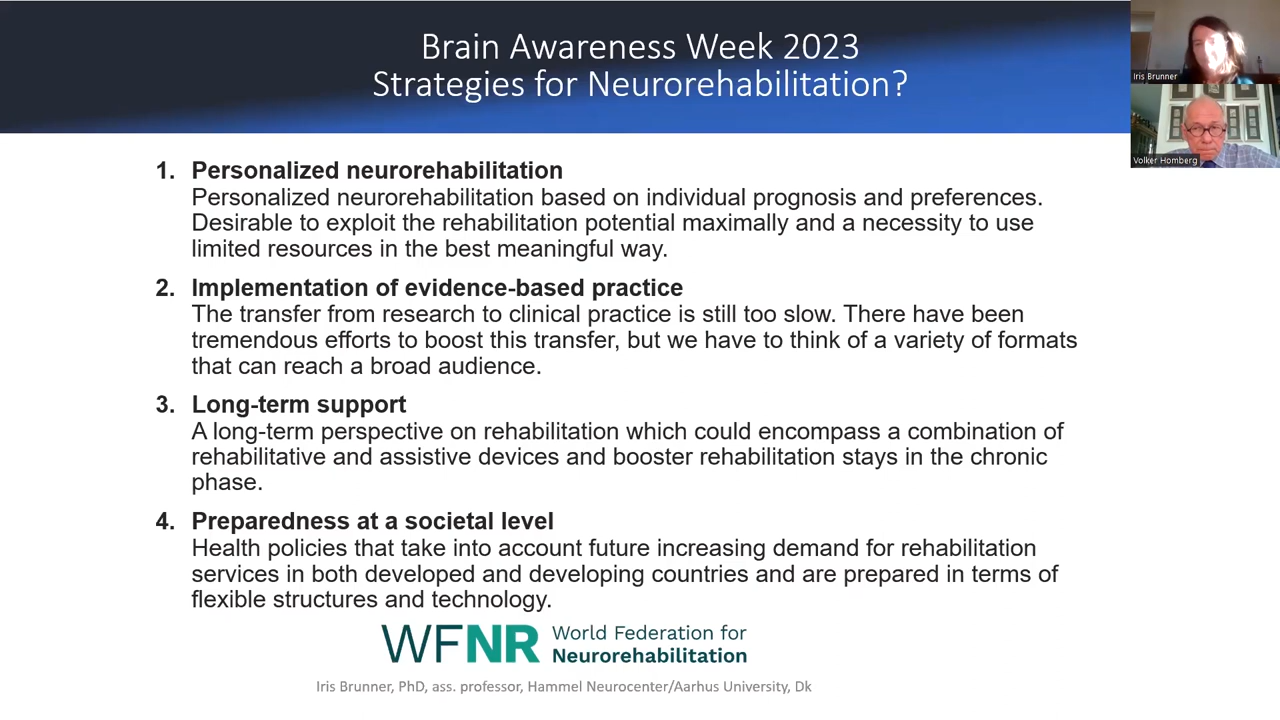 Brain Awareness Week 2023
Strategies for Neurorehabilitation?
Iris Brunner
Volker Homberg
1. Personalized neurorehabilitation
Personalized neurorehabilitation based on individual prognosis and preferences.
Desirable to exploit the rehabilitation potential maximally and a necessity to use
limited resources in the best meaningful way.
2. Implementation of evidence-based practice
The transfer from research to clinical practice is still too slow. There have been
tremendous efforts to boost this transfer, but we have to think of a variety of formats
that can reach a broad audience.
3. Long-term support
A long-term perspective on rehabilitation which could encompass a combination of
rehabilitative and assistive devices and booster rehabilitation stays in the chronic
phase.
4. Preparedness at a societal level
Health policies that take into account future increasing demand for rehabilitation
services in both developed and developing countries and are prepared in terms of
flexible structures and technology.
WFNR World Federation for
Neurorehabilitation
Iris Brunner, PhD, ass. professor, Hammel Neurocenter/Aarhus University, Dk